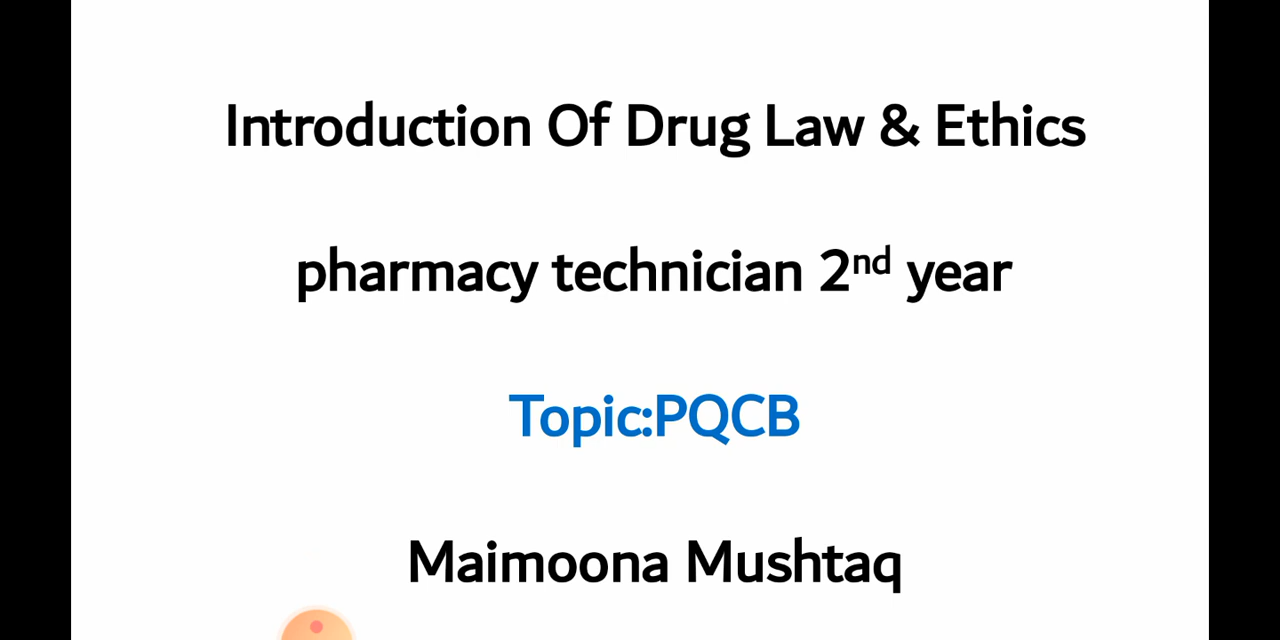 Introduction Of Drug Law & Ethics
pharmacy technician 2nd year
Topic:PQCB
Maimoona Mushtaq